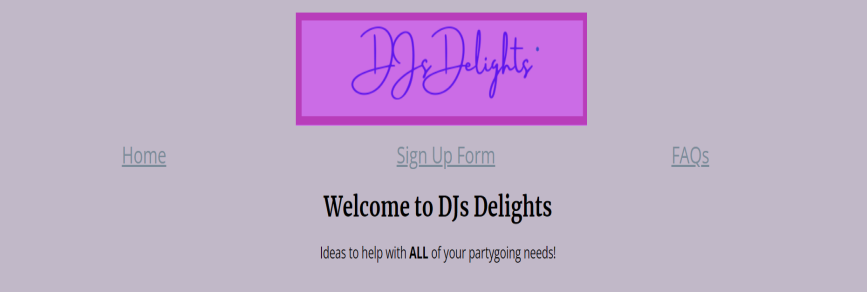 DJs Delights
Home Sign Up Form FAQs
Welcome to DJs Delights
Ideas to help with ALL of your partygoing needs!